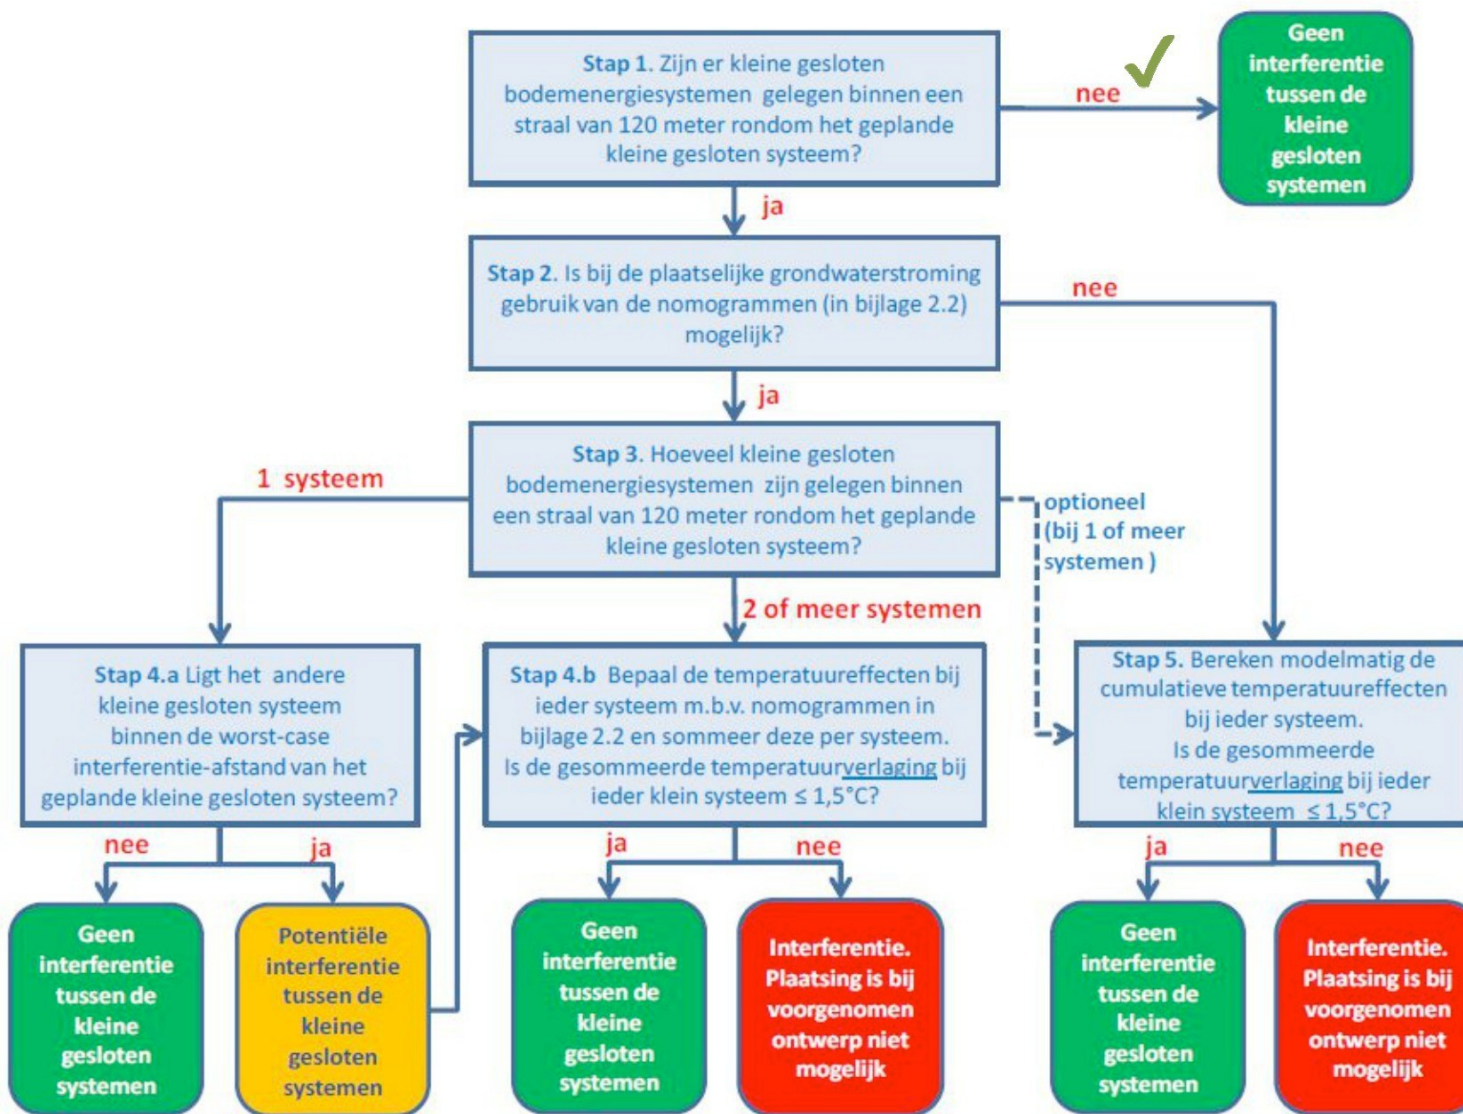 Stap 1. Zijn er kleine gesloten
bodemenergiesystemen gelegen binnen een
straal van 120 meter rondom het geplande
kleine gesloten systeem?
nee
Geen
interferentie
tussen de
kleine
gesloten
systemen
ja
Stap 2. Is bij de plaatselijke grondwaterstroming
gebruik van de nomogrammen (in bijlage 2.2)
mogelijk?
nee
ja
Stap 3. Hoeveel kleine gesloten
bodemenergiesystemen zijn gelegen binnen
een straal van 120 meter rondom het geplande
kleine gesloten systeem?
1 systeem
optioneel
(bij 1 of meer
systemen )
2 of meer systemen
Stap 4.a Ligt het andere
kleine gesloten systeem
binnen de worst-case
interferentie-afstand van het
geplande kleine gesloten systeem?
Stap 4.b Bepaal de temperatuureffecten bij
ieder systeem m.b.v. nomogrammen in
bijlage 2.2 en sommeer deze per systeem.
Is de gesommeerde temperatuurverlaging bij
ieder klein systeem ≤ 1,5°C?
Stap 5. Bereken modelmatig de
cumulatieve temperatuureffecten
bij ieder systeem.
Is de gesommeerde
temperatuurverlaging bij ieder
klein systeem ≤ 1,5°C?
nee
ja
ja
nee
ja
nee
Geen
interferentie
tussen de
kleine
gesloten
systemen
Potentiële
interferentie
tussen de
kleine
gesloten
systemen
Geen
interferentie
tussen de
kleine
gesloten
systemen
Interferentie.
Plaatsing is bij
voorgenomen
ontwerp niet
mogelijk
Geen
interferentie
tussen de
kleine
gesloten
systemen
Interferentie.
Plaatsing is bij
voorgenomen
ontwerp niet
mogelijk